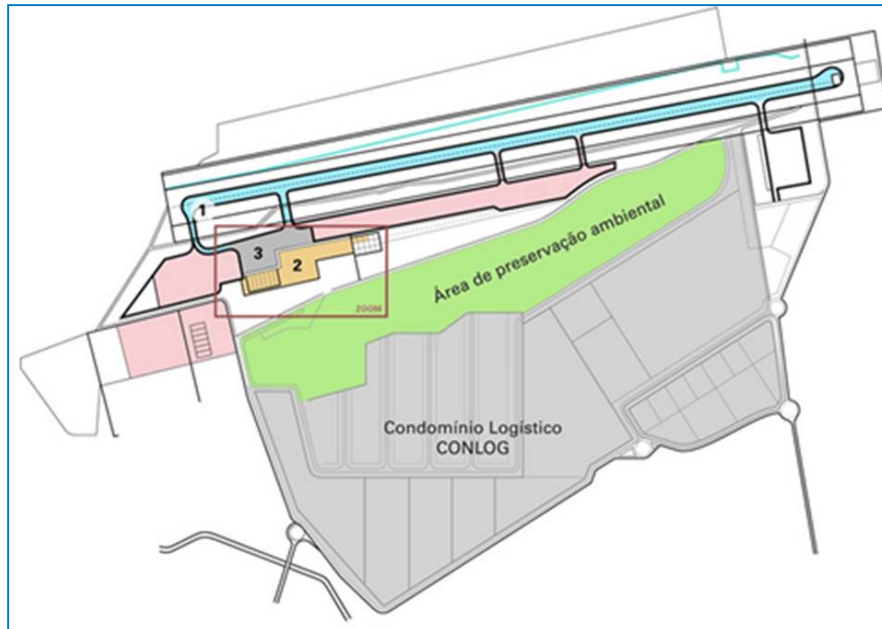 1
3
2
ZOOM
Área de preservação ambiental
Condomínio Logístico
CONLOG